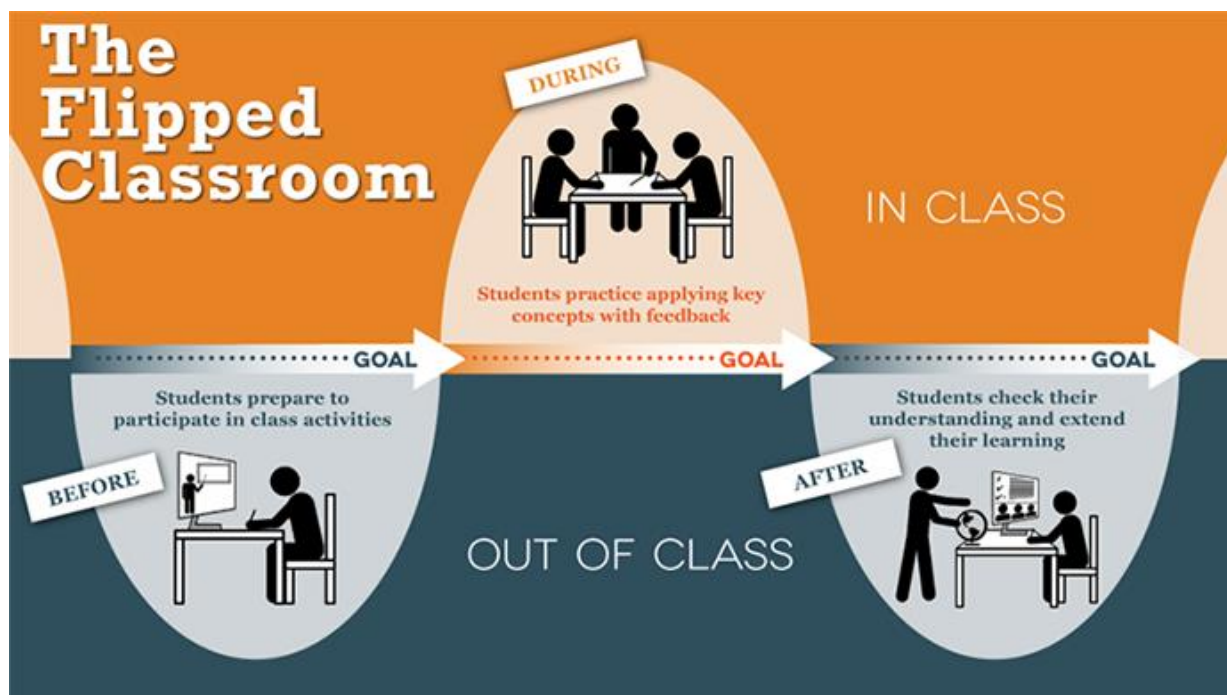 The
Flipped
Classroom
DURING
IN CLASS
Students practice applying key
concepts with feedback
GOAL
GOAL
GOAL
Students prepare to
participate in class activities
BEFORE
OUT OF CLASS
Students check their
understanding and extend
their learning
AFTER